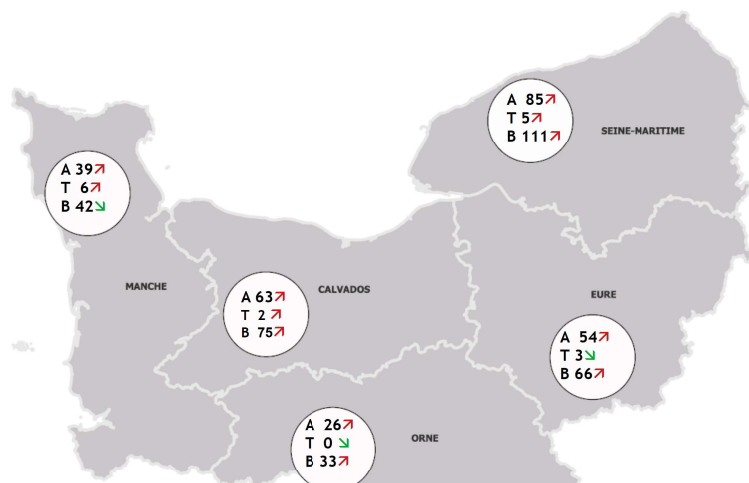 A 85↗
T 5↗
B 111↗
SEINE-MARITIME
A 39↗
T 6↗
B 42↘
MANCHE
A 63↗
T 2↗
B 75↗
CALVADOS
EURE
A 54↗
T 3↘
B 66↗
A 26↗
T 0↘
B 33↗
ORNE